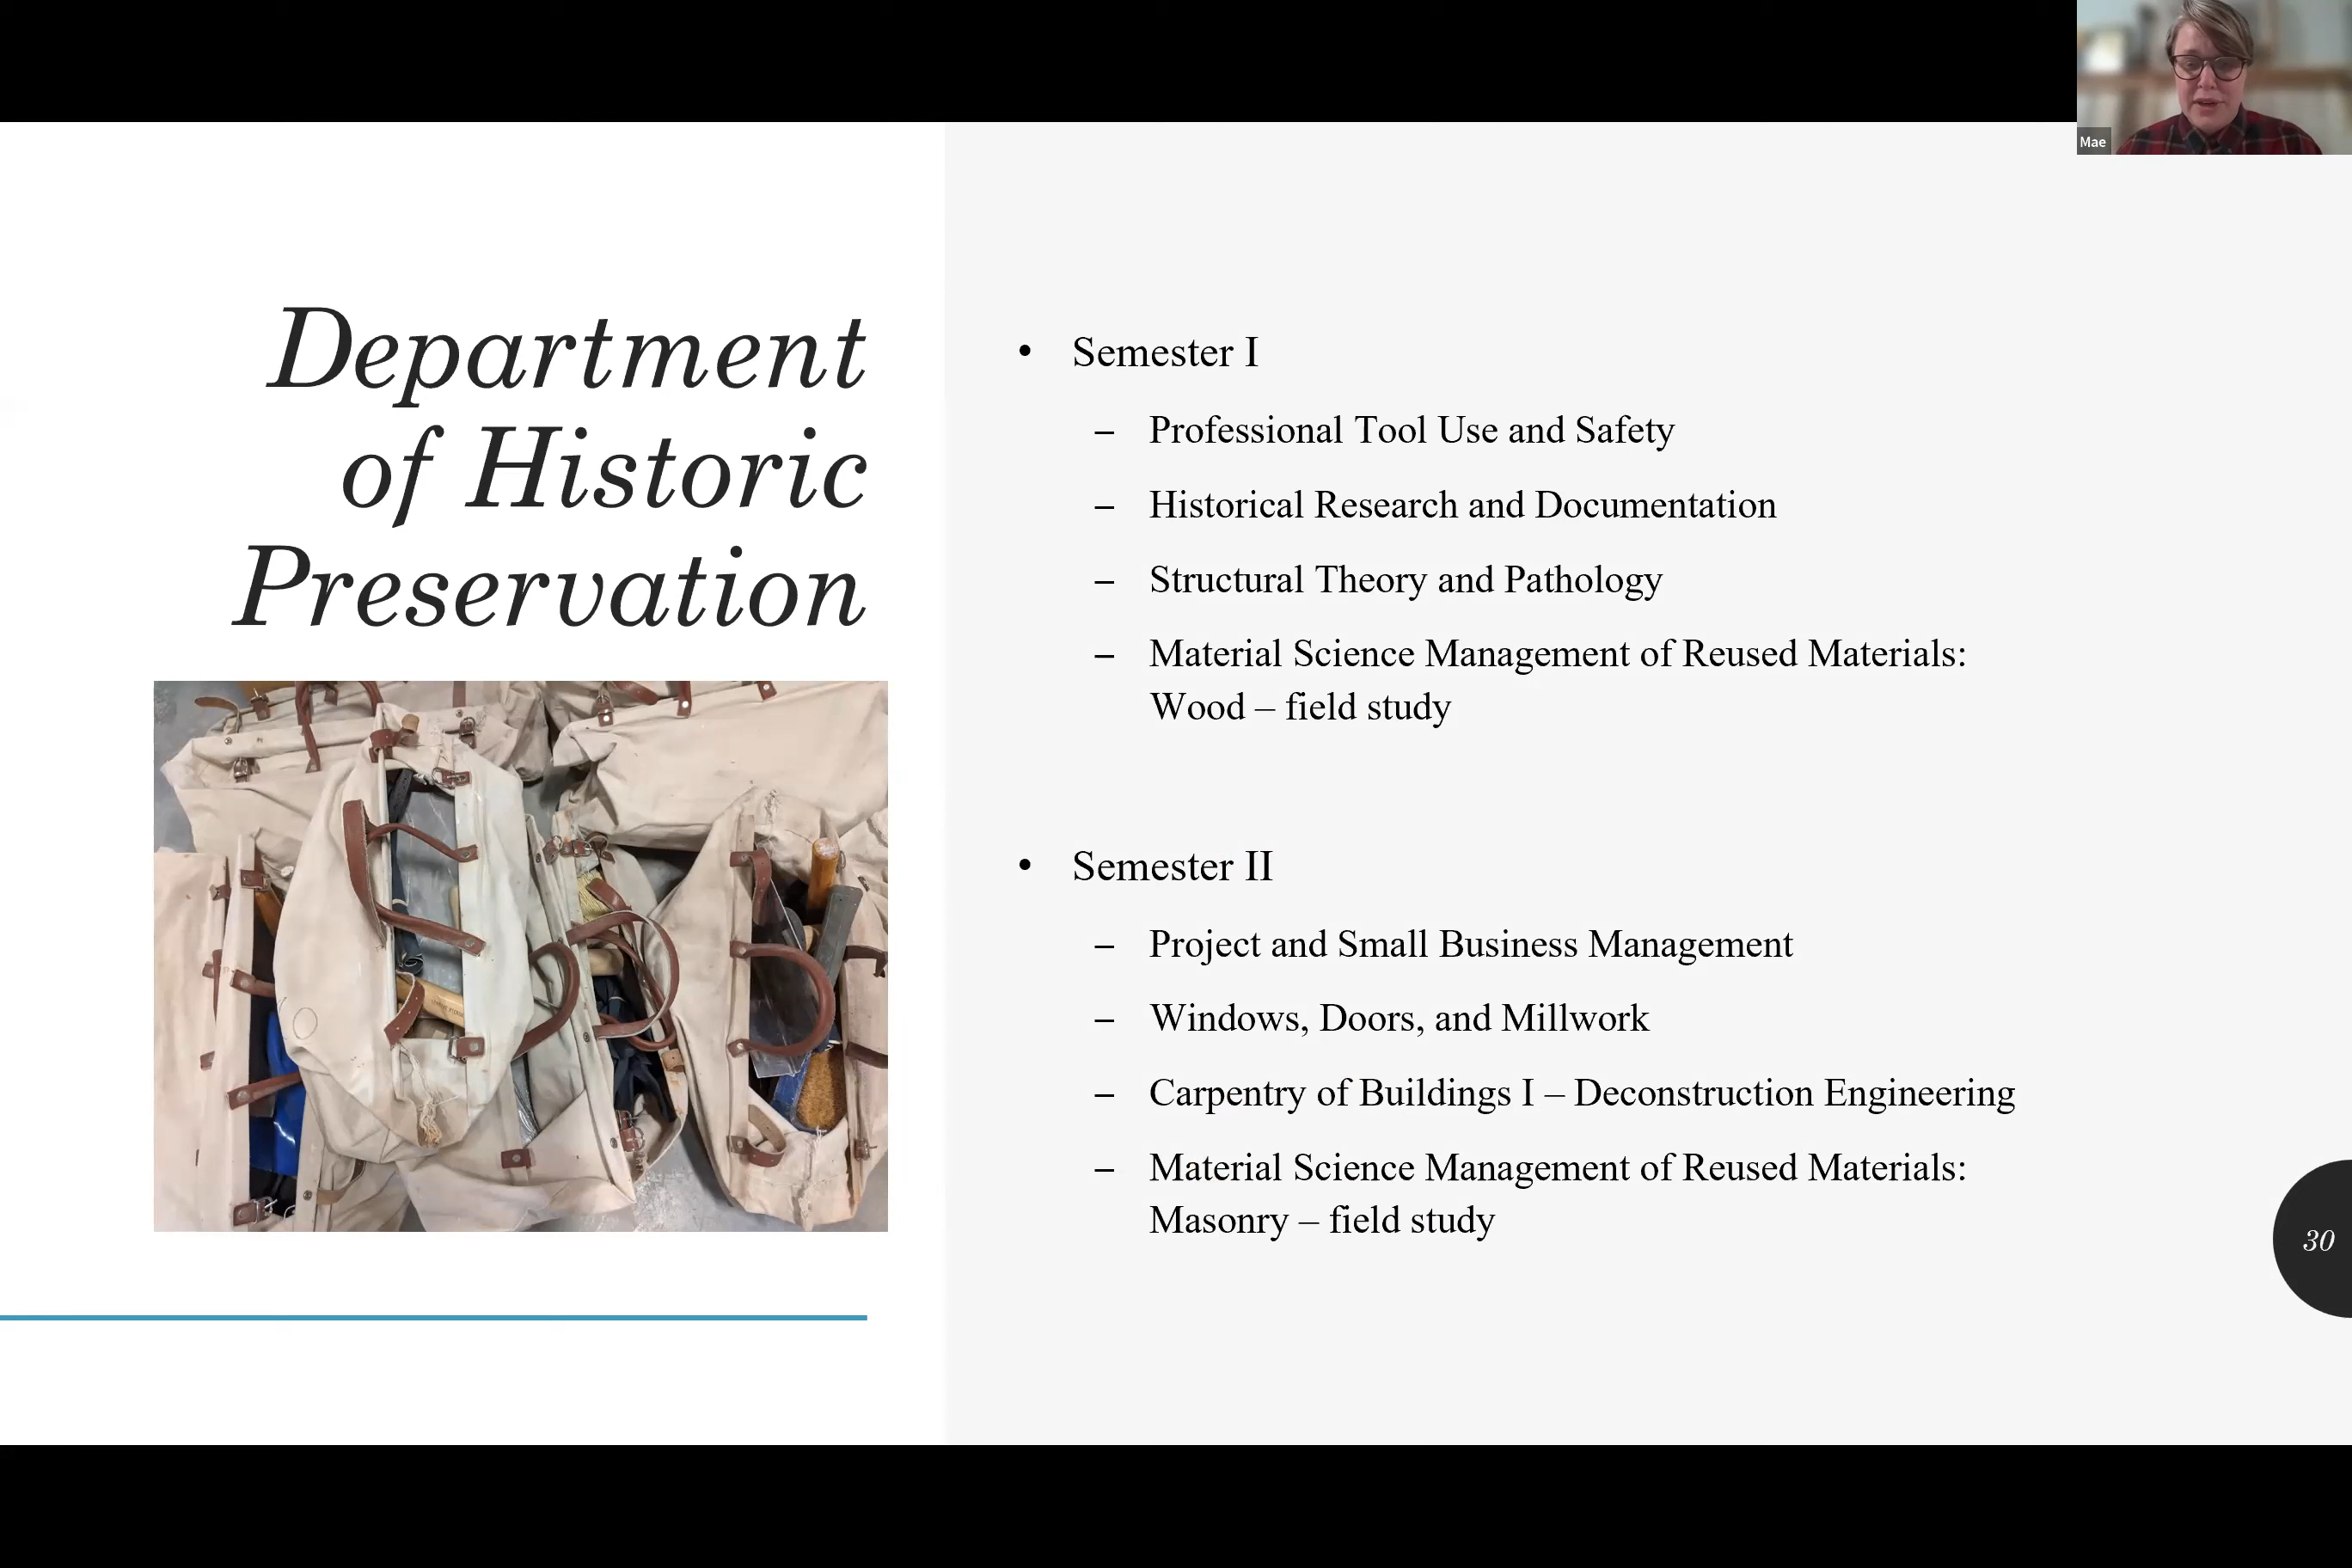 Mae
Department
of Historic
Preservation
• Semester I
– Professional Tool Use and Safety
– Historical Research and Documentation
– Structural Theory and Pathology
– Material Science Management of Reused Materials:
Wood – field study
• Semester II
– Project and Small Business Management
– Windows, Doors, and Millwork
– Carpentry of Buildings I – Deconstruction Engineering
– Material Science Management of Reused Materials:
Masonry – field study
30